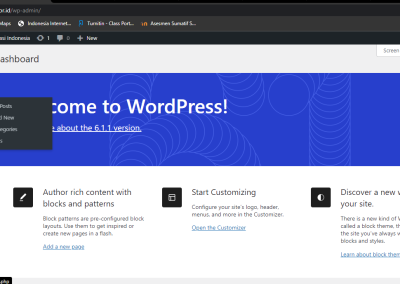 or.id/wp-admin/
Maps Indonesia Internet... Turnitin - Class Port... Asesmen Sumatif S...
asi Indonesia 1 0 New
Screen
ashboard
come to WordPress!
about the 6.1.1 version.
Posts
d New
tegories
Author rich content with
blocks and patterns
Block patterns are pre-configured block
layouts. Use them to get inspired or
create new pages in a flash.
Add a new page
Start Customizing
Configure your site's logo, header,
menus, and more in the Customizer.
Open the Customizer
Discover a new w
your site.
There is a new kind of W
called a block theme, th
the site you've always w
blocks and styles.
Learn about block them
.php